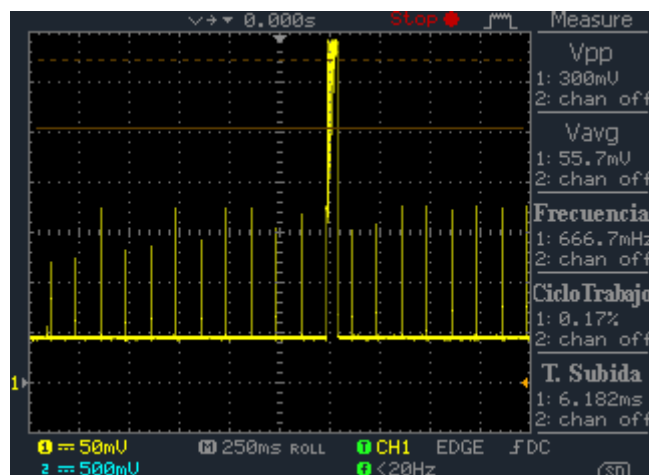 0.000s Stop Measure
Vpp
1: 300mV
2: chan off
Vavg
1: 55.7mV
2: chan off
Frecuencia
1: 666.7mHz
2: chan off
CicloTrabajo
1: 0.17%
2: chan off
T. Subida
1: 6.182ms
2: chan off
1
1 50mV M 250ms ROLL T CH1 EDGE DC
2 500mV f <20Hz SD